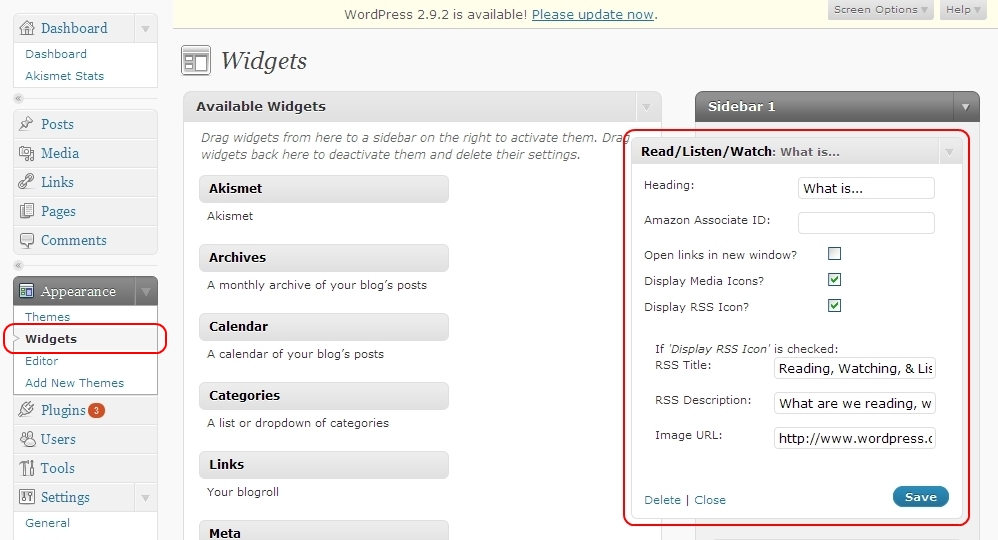 WordPress 2.9.2 is available! Please update now.
Screen Options
Help
Dashboard
Dashboard
Akismet Stats
Posts
Media
Links
Pages
Comments
Appearance
Themes
Widgets
Editor
Add New Themes
Plugins 3
Users
Tools
Settings
General
Widgets
Available Widgets
Drag widgets from here to a sidebar on the right to activate them. Drag
widgets back here to deactivate them and delete their settings.
Akismet
Akismet
Archives
A monthly archive of your blog's posts
Calendar
A calendar of your blog's posts
Categories
A list or dropdown of categories
Links
Your blogroll
Meta
Sidebar 1
Read/Listen/Watch: What is...
Heading: What is...
Amazon Associate ID:
Open links in new window?
Display Media Icons?
Display RSS Icon?
If 'Display RSS Icon' is checked:
RSS Title: Reading, Watching, & Lis
RSS Description: What are we reading, w
Image URL: http://www.wordpress.c
Delete | Close
Save